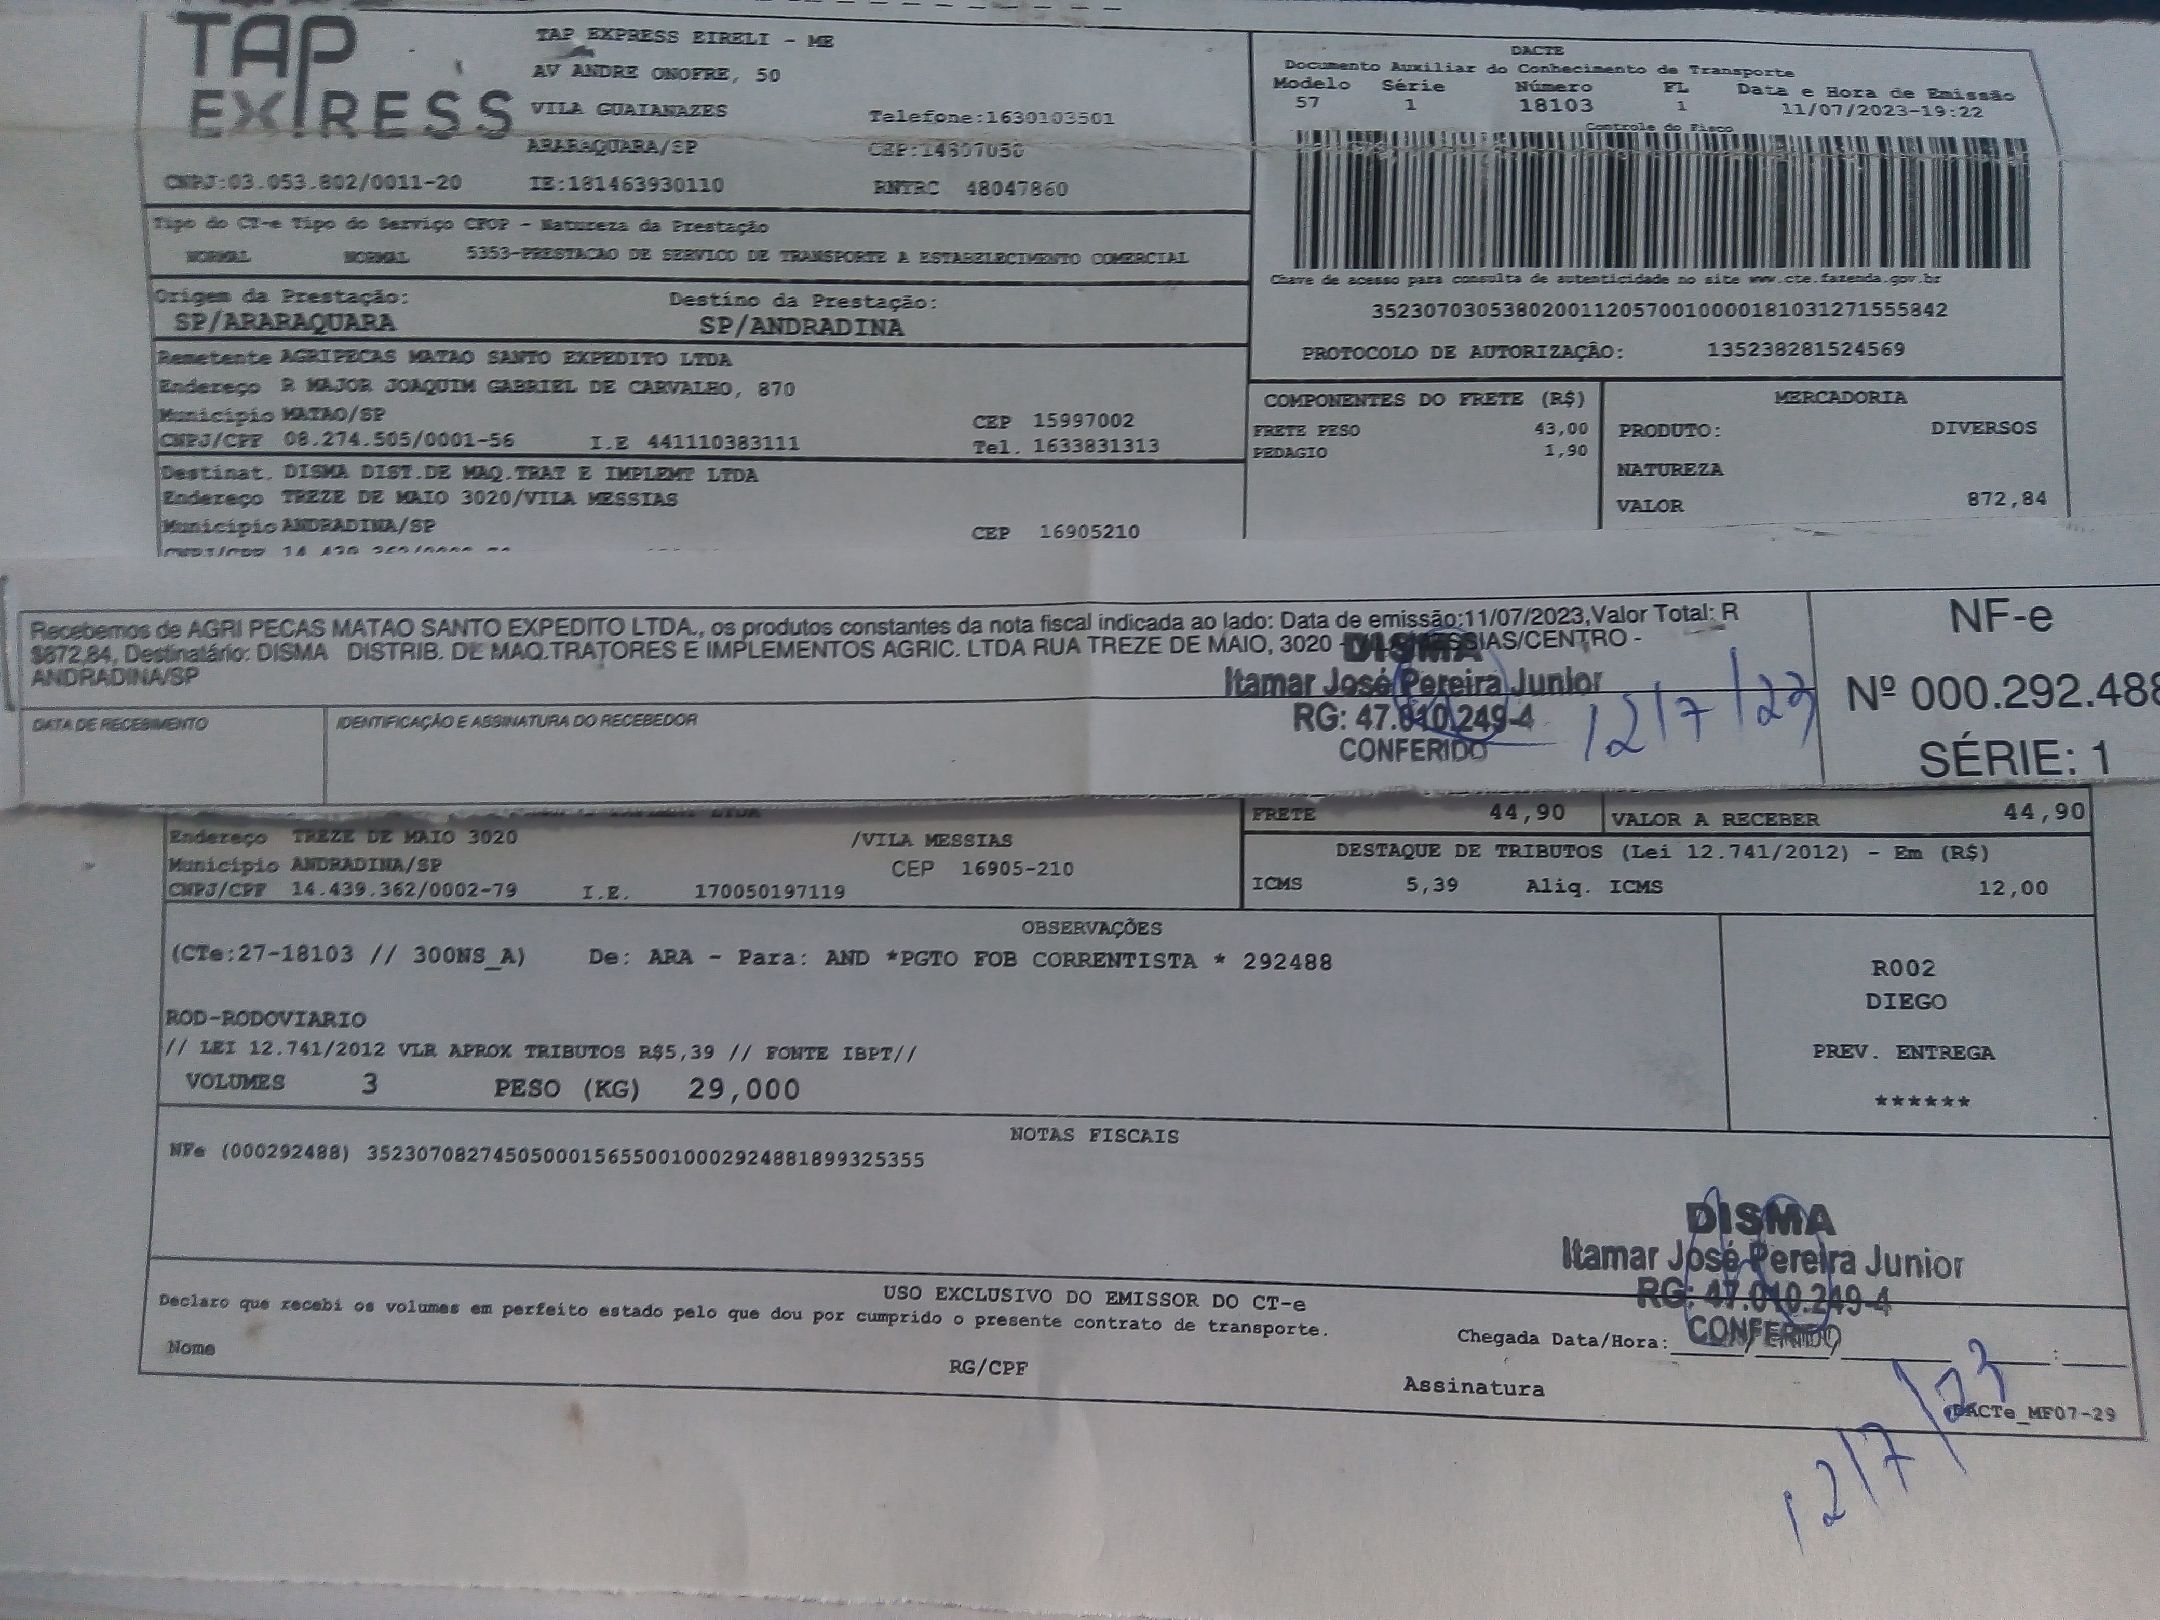 TAP EXPRESS
TAP EXPRESS EIRELI - ME
AV ANDRE ONOFRE, 50
VILA GUAIANAZES Telefone:1630103501
ARARAQUARA/SP
CNPJ:03.053.802/0011-20 IE:181463930110 RNTRC 48047860
DACTE
Documento Auxiliar do Conhecimento de Transporte
Modelo Série Número FL Data e Hora de Emissão
57 1 18103 1 11/07/2023-19:22
Controle do Fisco
Chave de acesso para consulta de autenticidade no site www.cte.fazenda.gov.br
35230703053802001120570010000181031271555842
PROTOCOLO DE AUTORIZAÇÃO: 135238281524569
Tipo do CT-e Tipo do Serviço CFOP - Natureza da Prestação
NORMAL NORMAL 5353-PRESTACAO DE SERVICO DE TRANSPORTE A ESTABELECIMENTO COMERCIAL
Origem da Prestação: Destino da Prestação:
SP/ARARAQUARA SP/ANDRADINA
Remetente AGRIPECAS MATAO SANTO EXPEDITO LTDA
Endereço R MAJOR JOAQUIM GABRIEL DE CARVALHO, 870
Município MATAO/SP CEP 15997002
CNPJ/CPF 08.274.505/0001-56 I.E 441110383111 Tel. 1633831313
Destinat. DISMA DIST.DE MAQ.TRAT E IMPLEMT LTDA
Endereço TREZE DE MAIO 3020/VILA MESSIAS
Município ANDRADINA/SP CEP 16905210
COMPONENTES DO FRETE (R$)
FRETE PESO 43,00
PEDAGIO 1,90
MERCADORIA
PRODUTO: DIVERSOS
NATUREZA
VALOR 872,84
Recebemos de AGRI PECAS MATAO SANTO EXPEDITO LTDA., os produtos constantes da nota fiscal indicada ao lado: Data de emissão:11/07/2023,Valor Total: R
$872,84, Destinatário: DISMA DISTRIB. DE MAQ.TRATORES E IMPLEMENTOS AGRIC. LTDA RUA TREZE DE MAIO, 3020 - MESSIAS/CENTRO -
ANDRADINA/SP
DATA DE RECEBIMENTO IDENTIFICAÇÃO E ASSINATURA DO RECEBEDOR
DISMA
Itamar José Pereira Junior
RG: 47.010.249-4
CONFERIDO
12/7/23
NF-e
Nº 000.292.488
SÉRIE: 1
FRETE 44,90 VALOR A RECEBER 44,90
Endereço TREZE DE MAIO 3020 /VILA MESSIAS
Município ANDRADINA/SP CEP 16905-210
CNPJ/CPF 14.439.362/0002-79 I.E. 170050197119
DESTAQUE DE TRIBUTOS (Lei 12.741/2012) - Em (R$)
ICMS 5,39 Aliq. ICMS 12,00
OBSERVAÇÕES
(CTe:27-18103 // 300NS_A) De: ARA - Para: AND *PGTO FOB CORRENTISTA * 292488
ROD-RODOVIARIO
// LEI 12.741/2012 VLR APROX TRIBUTOS R$5,39 // FONTE IBPT//
VOLUMES 3 PESO (KG) 29,000
R002
DIEGO
PREV. ENTREGA
******
NOTAS FISCAIS
NFe (000292488) 35230708274505000156550010002924881899325355
DISMA
Itamar José Pereira Junior
RG: 47.010.249-4
CONFERIDO
USO EXCLUSIVO DO EMISSOR DO CT-e
Declaro que recebi os volumes em perfeito estado pelo que dou por cumprido o presente contrato de transporte.
Chegada Data/Hora:
Nome RG/CPF Assinatura
DACTe_MF07-29
12/7/23